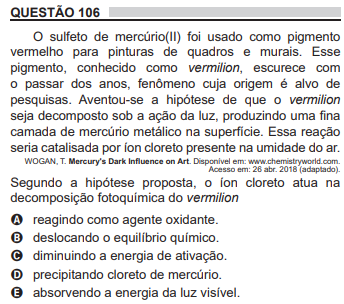 QUESTÃO 106
O sulfeto de mercúrio(II) foi usado como pigmento
vermelho para pinturas de quadros e murais. Esse
pigmento, conhecido como vermilion, escurece com
o passar dos anos, fenômeno cuja origem é alvo de
pesquisas. Aventou-se a hipótese de que o vermilion
seja decomposto sob a ação da luz, produzindo uma fina
camada de mercúrio metálico na superfície. Essa reação
seria catalisada por íon cloreto presente na umidade do ar.
WOGAN, T. Mercury's Dark Influence on Art. Disponível em: www.chemistryworld.com.
Acesso em: 26 abr. 2018 (adaptado).
Segundo a hipótese proposta, o íon cloreto atua na
decomposição fotoquímica do vermilion
A reagindo como agente oxidante.
B deslocando o equilíbrio químico.
C diminuindo a energia de ativação.
D precipitando cloreto de mercúrio.
E absorvendo a energia da luz visível.